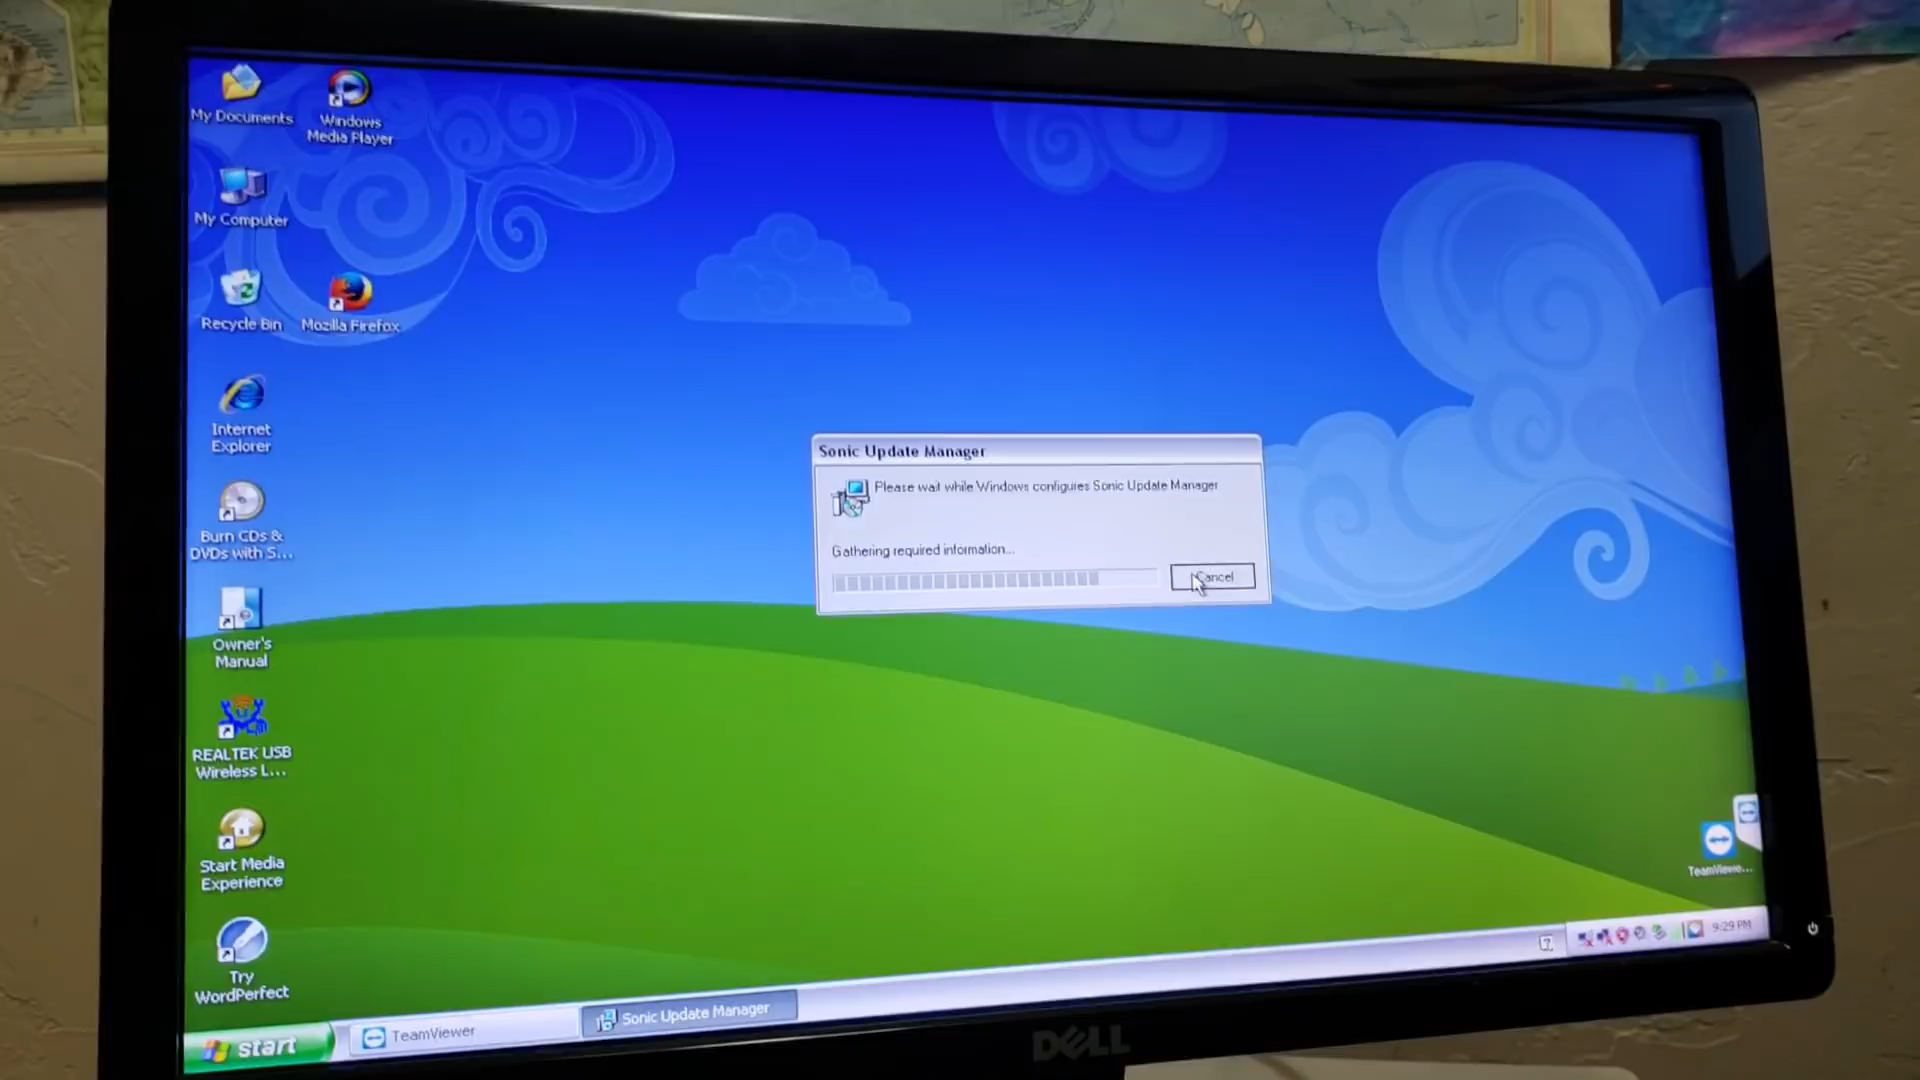 My Documents
Windows
Media Player
My Computer
Recycle Bin
Mozilla Firefox
Internet
Explorer
Burn CDs &
DVDs with S...
Owner's
Manual
REALTEK USB
Wireless L...
Start Media
Experience
Try
WordPerfect
Sonic Update Manager
Please wait while Windows configures Sonic Update Manager
Gathering required information...
Cancel
TeamViewe...
start
TeamViewer
Sonic Update Manager
9:29 PM
DELL